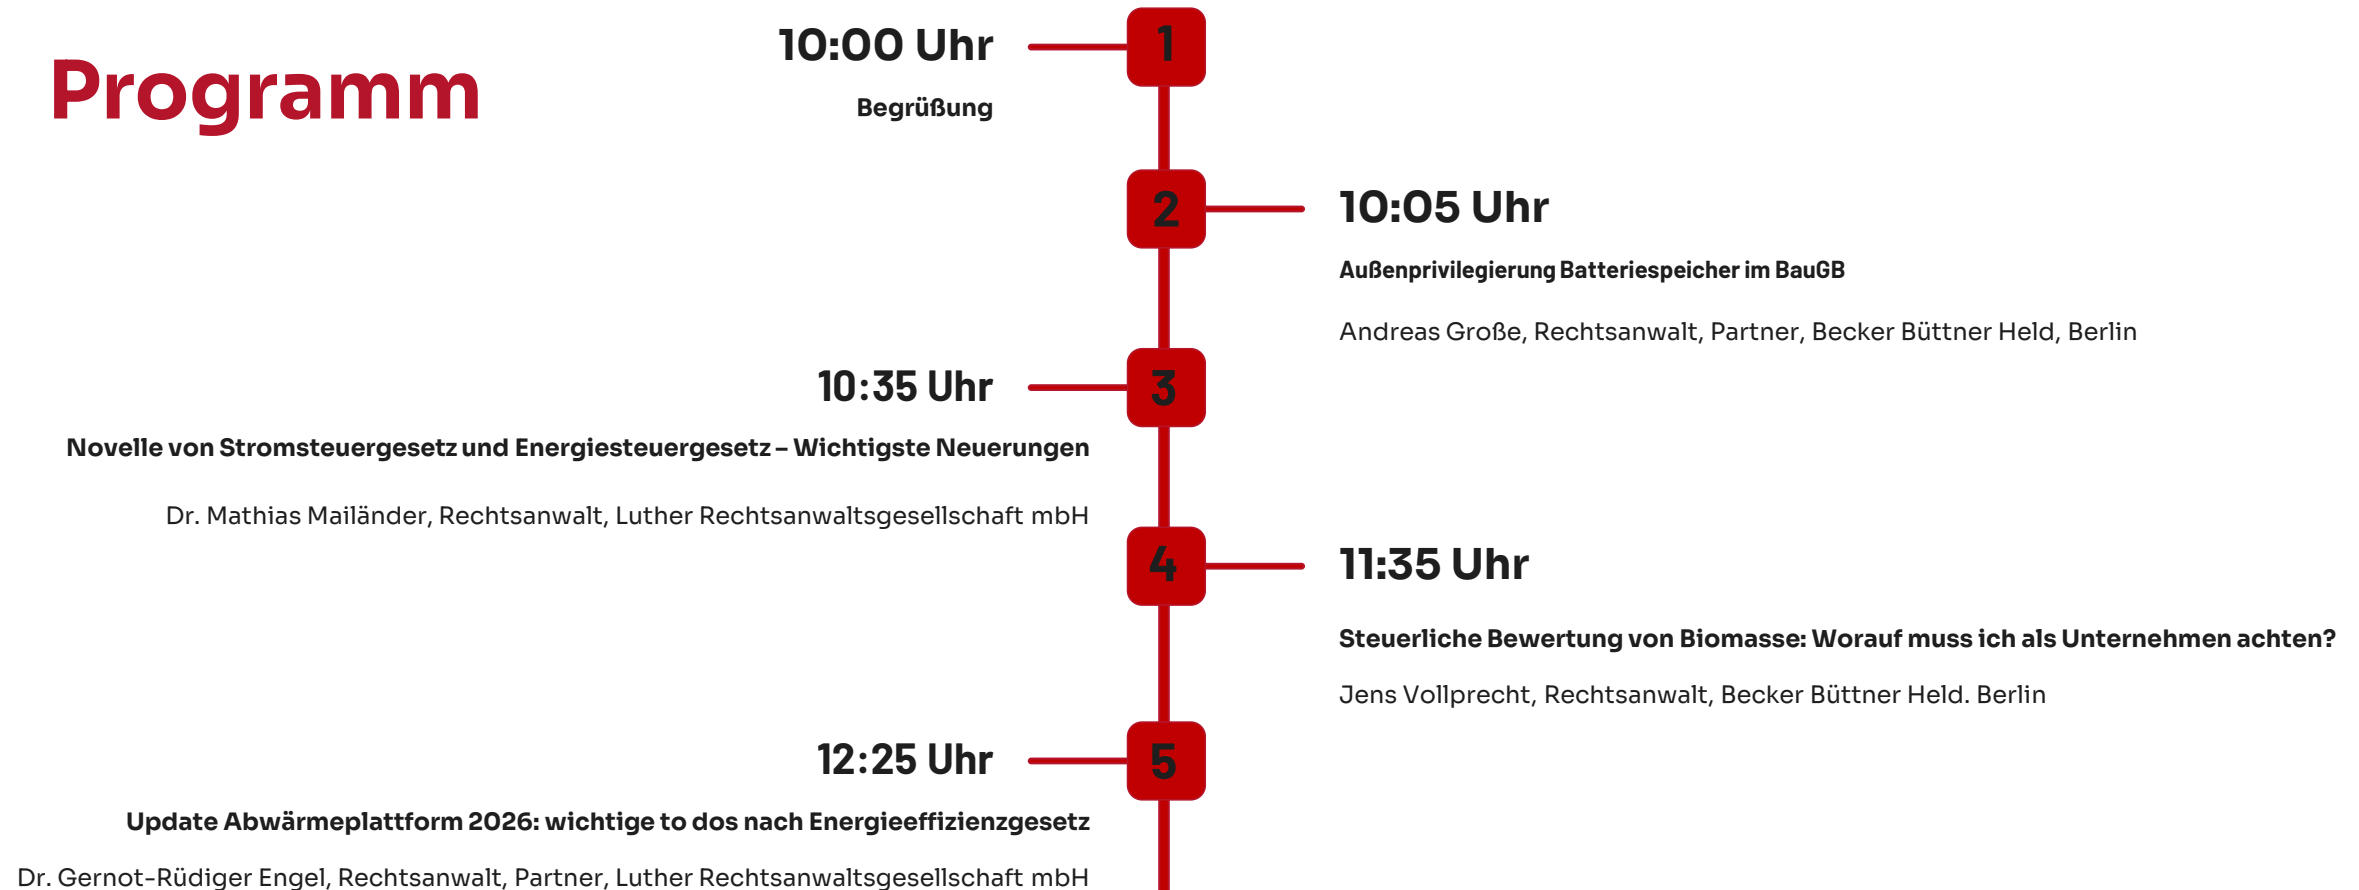 Programm
10:00 Uhr
1
Begrüßung
2
10:05 Uhr
Außenprivilegierung Batteriespeicher im BauGB
Andreas Große, Rechtsanwalt, Partner, Becker Büttner Held, Berlin
10:35 Uhr
3
Novelle von Stromsteuergesetz und Energiesteuergesetz – Wichtigste Neuerungen
Dr. Mathias Mailänder, Rechtsanwalt, Luther Rechtsanwaltsgesellschaft mbH
4
11:35 Uhr
Steuerliche Bewertung von Biomasse: Worauf muss ich als Unternehmen achten?
Jens Vollprecht, Rechtsanwalt, Becker Büttner Held. Berlin
12:25 Uhr
5
Update Abwärmeplattform 2026: wichtige to dos nach Energieeffizienzgesetz
Dr. Gernot-Rüdiger Engel, Rechtsanwalt, Partner, Luther Rechtsanwaltsgesellschaft mbH